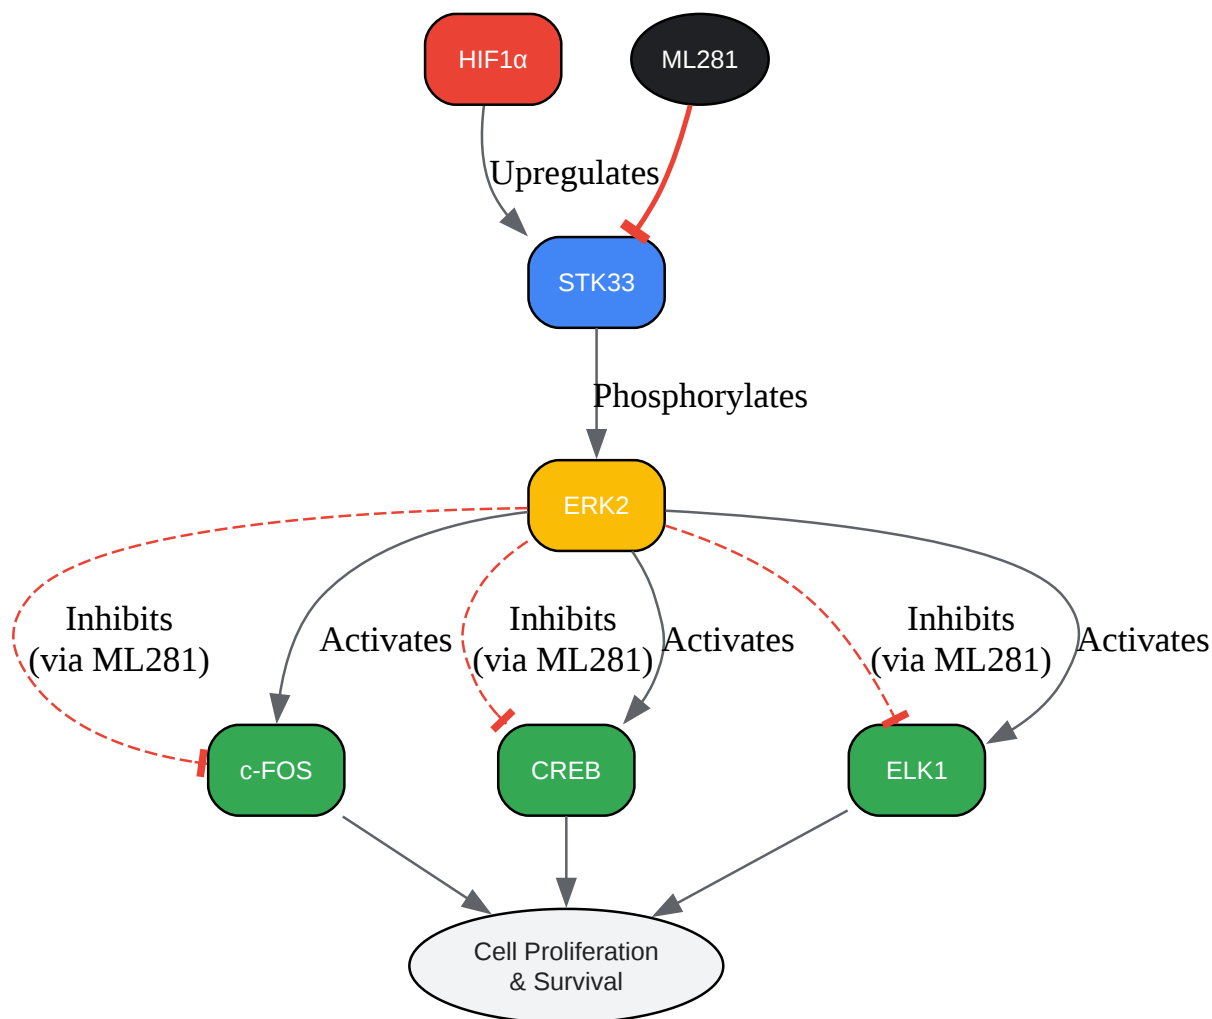 HIF1α
ML281
Upregulates
STK33
Phosphorylates
ERK2
Inhibits
(via ML281)
Activates
Inhibits
(via ML281)
Activates
Inhibits
(via ML281)
Activates
c-FOS
CREB
ELK1
Cell Proliferation
& Survival